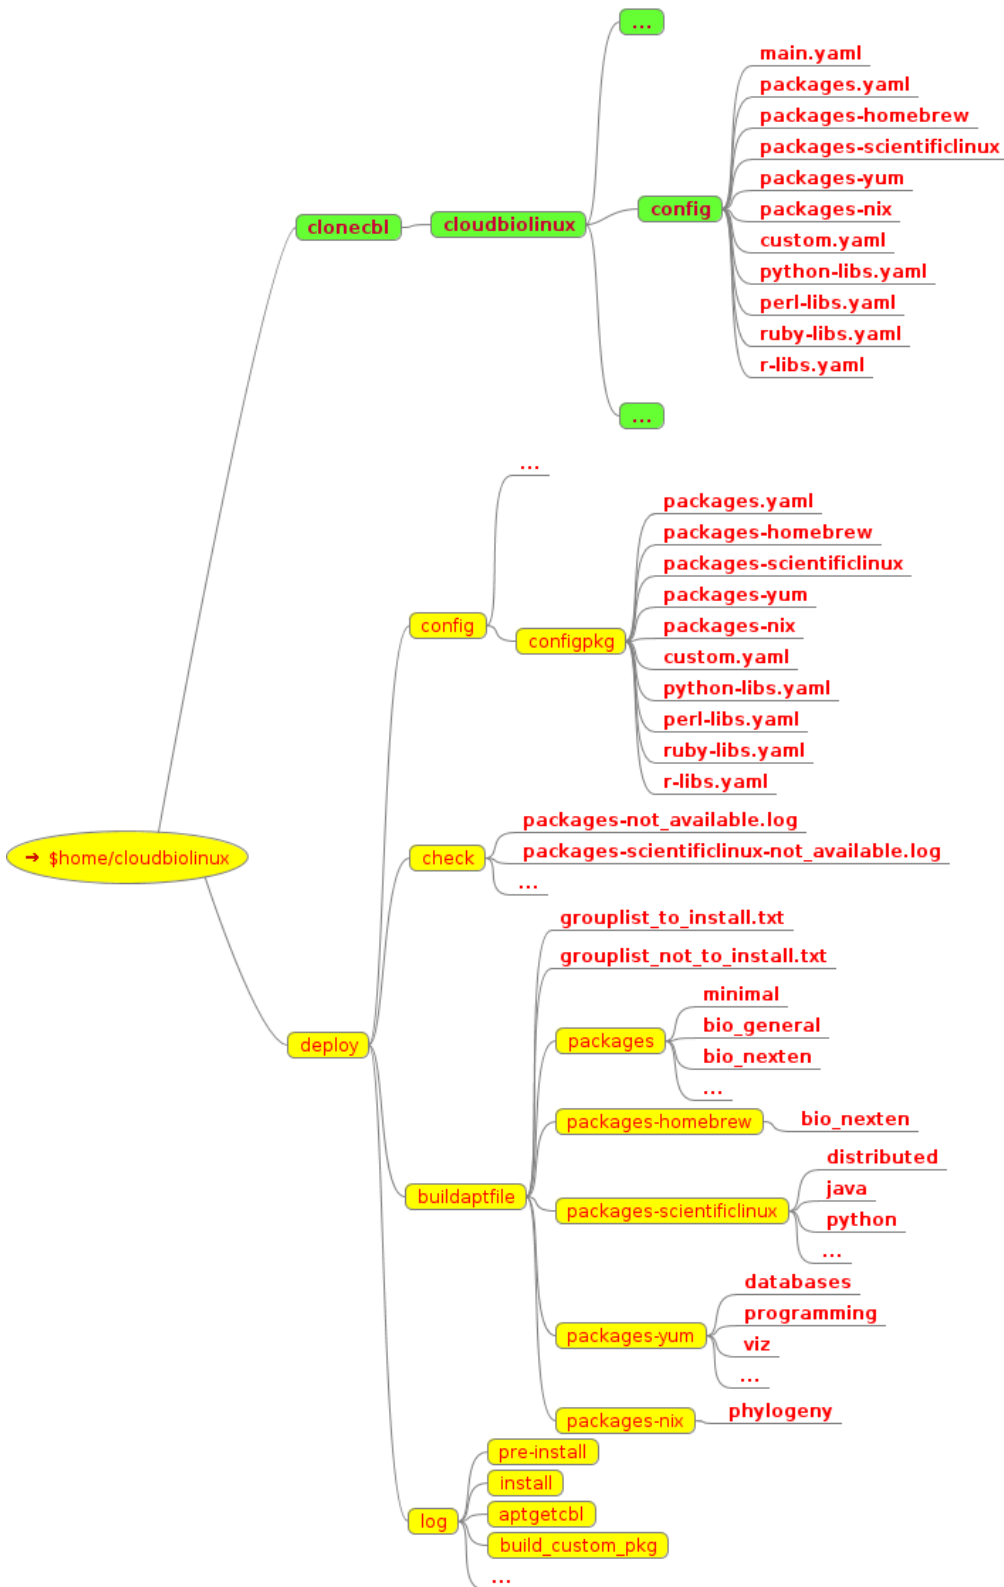 ...
main.yaml
packages.yaml
packages-homebrew
packages-scientificlinux
packages-yum
config
packages-nix
clonecbl
cloudbiolinux
custom.yaml
python-libs.yaml
perl-libs.yaml
ruby-libs.yaml
r-libs.yaml
...
...
packages.yaml
packages-homebrew
packages-scientificlinux
packages-yum
config
packages-nix
configpkg
custom.yaml
python-libs.yaml
perl-libs.yaml
ruby-libs.yaml
r-libs.yaml
➔ $home/cloudbiolinux
packages-not_available.log
check
packages-scientificlinux-not_available.log
...
grouplist_to_install.txt
grouplist_not_to_install.txt
deploy
minimal
bio_general
packages
bio_nexten
...
packages-homebrew
bio_nexten
buildaptfile
distributed
java
packages-scientificlinux
python
...
databases
programming
packages-yum
viz
...
packages-nix
phylogeny
pre-install
install
log
aptgetcbl
build_custom_pkg
...